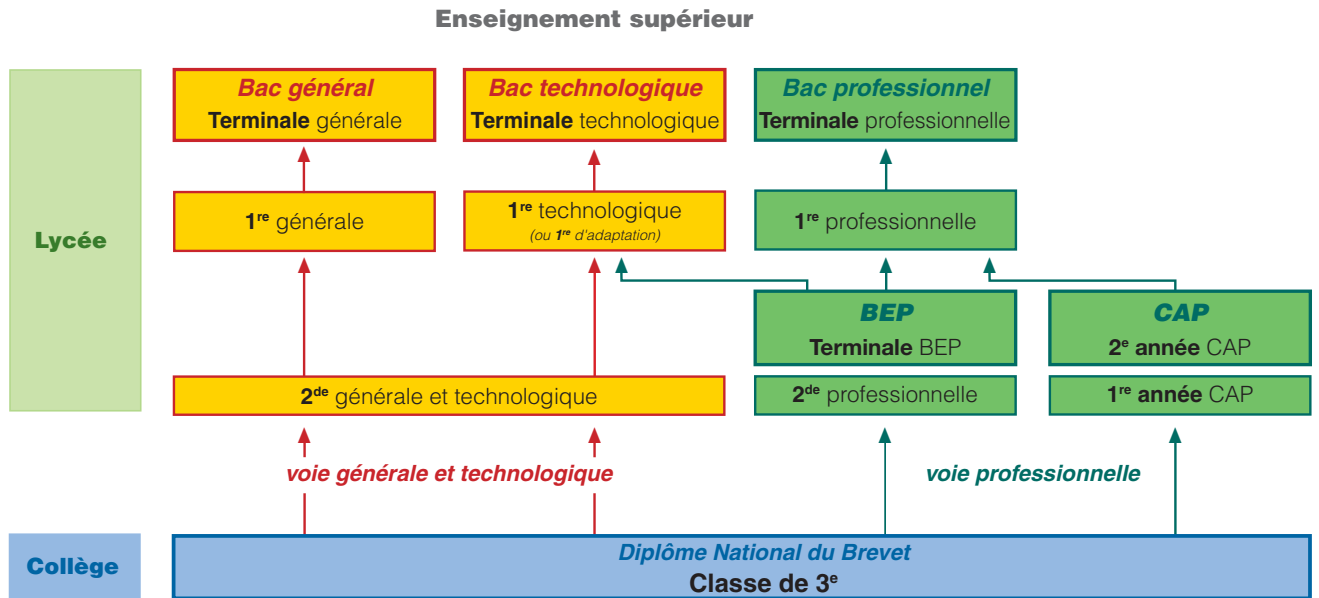 Enseignement supérieur
Bac général
Terminale générale
Bac technologique
Terminale technologique
Bac professionnel
Terminale professionnelle
Lycée
1re générale
1re technologique
(ou 1re d'adaptation)
1re professionnelle
BEP
Terminale BEP
CAP
2e année CAP
2de générale et technologique
2de professionnelle
1re année CAP
voie générale et technologique
voie professionnelle
Collège
Diplôme National du Brevet
Classe de 3e